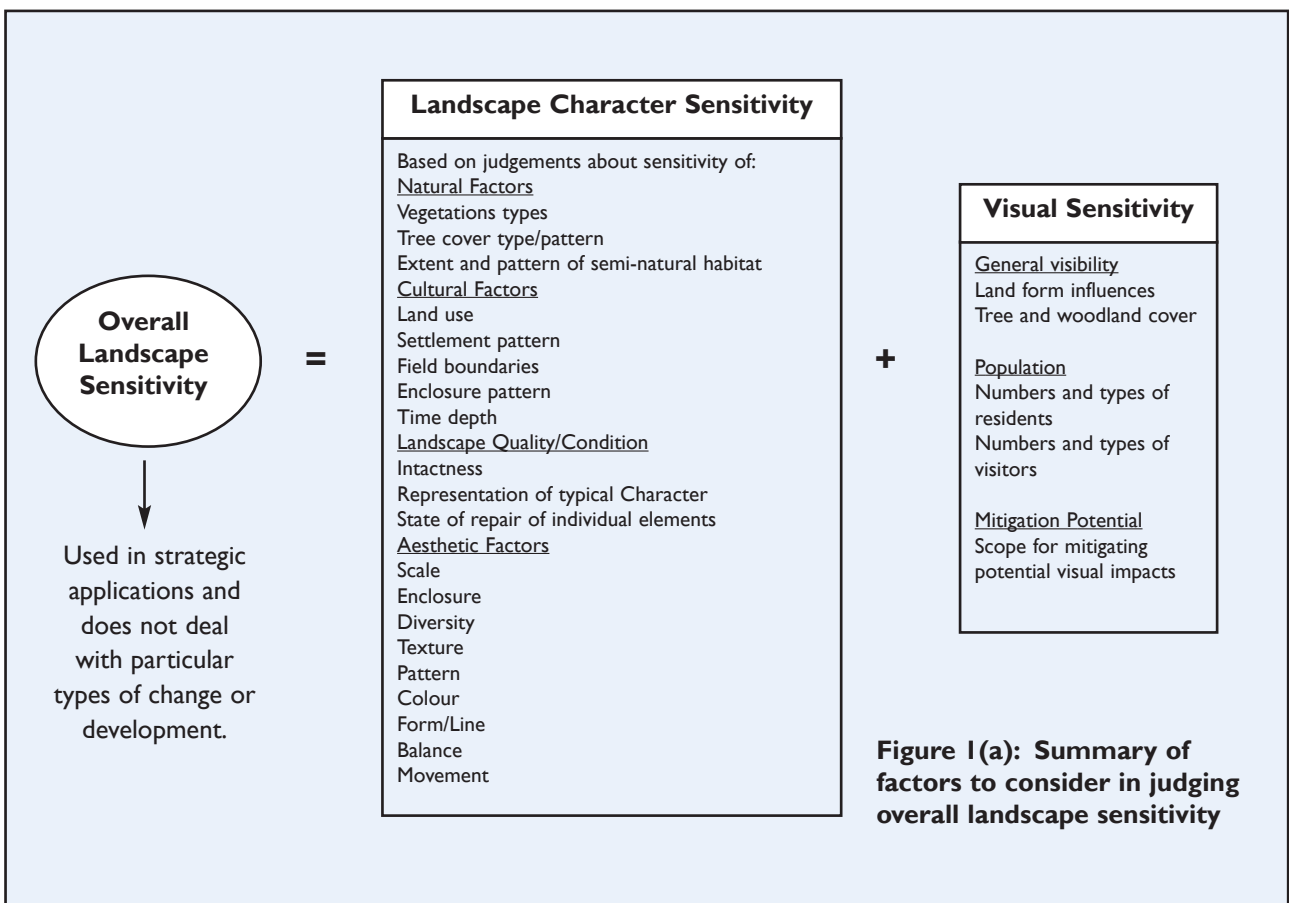 Overall
Landscape
Sensitivity
Used in strategic
applications and
does not deal
with particular
types of change or
development.
=
Landscape Character Sensitivity
Based on judgements about sensitivity of:
Natural Factors
Vegetations types
Tree cover type/pattern
Extent and pattern of semi-natural habitat
Cultural Factors
Land use
Settlement pattern
Field boundaries
Enclosure pattern
Time depth
Landscape Quality/Condition
Intactness
Representation of typical Character
State of repair of individual elements
Aesthetic Factors
Scale
Enclosure
Diversity
Texture
Pattern
Colour
Form/Line
Balance
Movement
+
Visual Sensitivity
General visibility
Land form influences
Tree and woodland cover
Population
Numbers and types of
residents
Numbers and types of
visitors
Mitigation Potential
Scope for mitigating
potential visual impacts
Figure 1(a): Summary of
factors to consider in judging
overall landscape sensitivity